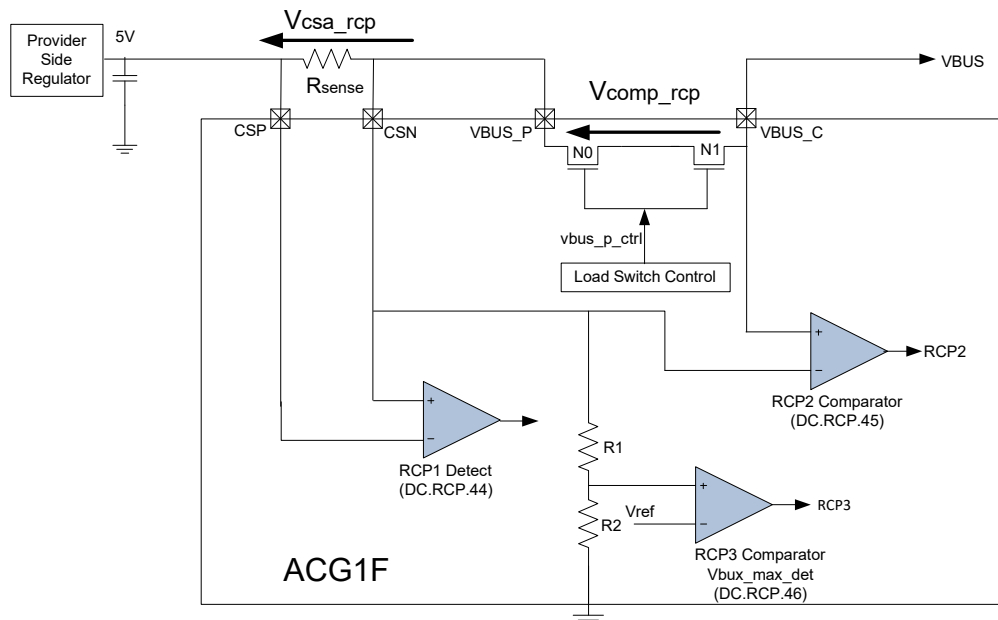 Vcsa_rcp
Provider
Side
Regulator
5V
Rsense
VBUS
Vcomp_rcp
CSP
CSN
VBUS_P
VBUS_C
N0
N1
vbus_p_ctrl
Load Switch Control
+
−
RCP2
RCP2 Comparator
(DC.RCP.45)
+
−
RCP1 Detect
(DC.RCP.44)
R1
+
−
Vref
RCP3
R2
RCP3 Comparator
Vbux_max_det
(DC.RCP.46)
ACG1F